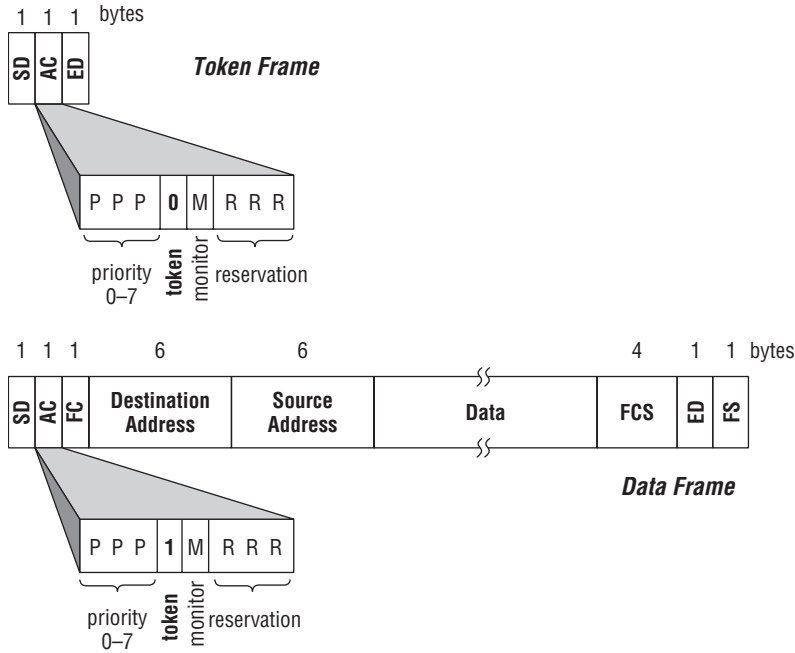 1 1 1 bytes
SD AC ED
Token Frame
P P P 0 M R R R
priority
0–7
token
monitor
reservation
1 1 1 6 6 4 1 1 bytes
SD AC FC Destination Address Source Address Data FCS ED FS
Data Frame
P P P 1 M R R R
priority
0–7
token
monitor
reservation